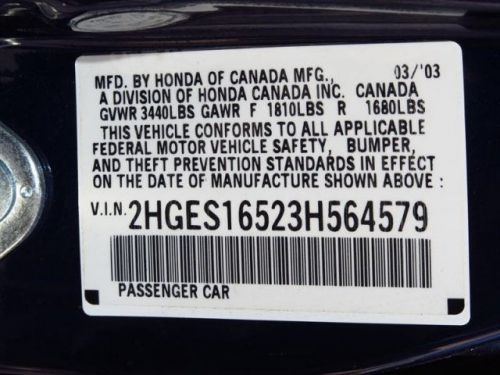 MFD. BY HONDA OF CANADA MFG., 03/'03
A DIVISION OF HONDA CANADA INC. CANADA
GVWR 3440LBS GAWR F 1810LBS R 1680LBS
THIS VEHICLE CONFORMS TO ALL APPLICABLE
FEDERAL MOTOR VEHICLE SAFETY, BUMPER,
AND THEFT PREVENTION STANDARDS IN EFFECT
ON THE DATE OF MANUFACTURE SHOWN ABOVE :
V.I.N. 2HGES16523H564579
PASSENGER CAR